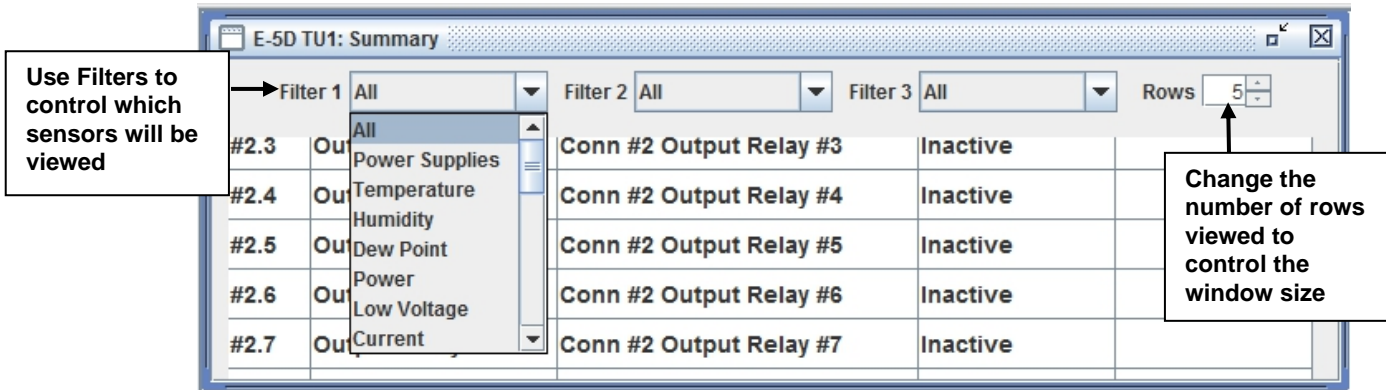 E-5D TU1: Summary
Use Filters to
control which
sensors will be
viewed
Filter 1 All Filter 2 All Filter 3 All Rows 5
All
Power Supplies
Temperature
Humidity
Dew Point
Power
Low Voltage
Current
#2.3 Conn #2 Output Relay #3 Inactive
#2.4 Conn #2 Output Relay #4 Inactive
#2.5 Conn #2 Output Relay #5 Inactive
#2.6 Conn #2 Output Relay #6 Inactive
#2.7 Conn #2 Output Relay #7 Inactive
Change the
number of rows
viewed to
control the
window size